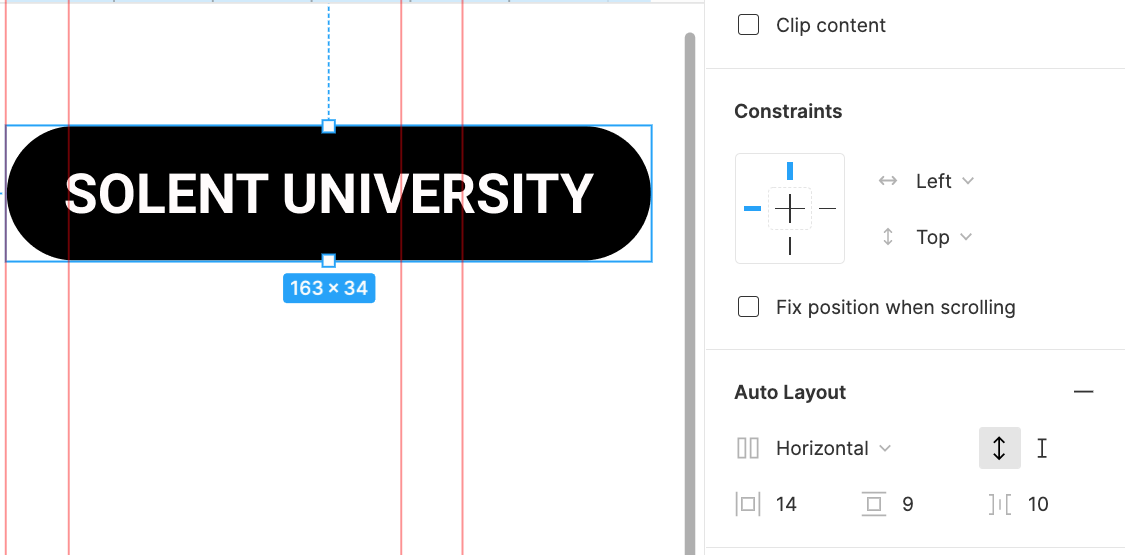 Clip content
Constraints
SOLENT UNIVERSITY
Left
Top
163 × 34
Fix position when scrolling
Auto Layout
Horizontal
14 9 10